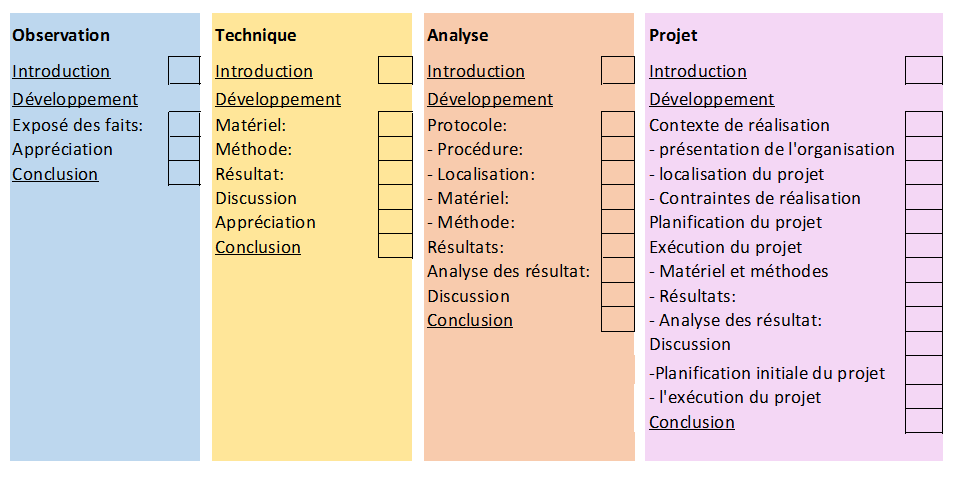 Observation
Introduction
Développement
Exposé des faits:
Appréciation
Conclusion
Technique
Introduction
Développement
Matériel:
Méthode:
Résultat:
Discussion
Appréciation
Conclusion
Analyse
Introduction
Développement
Protocole:
- Procédure:
- Localisation:
- Matériel:
- Méthode:
Résultats:
Analyse des résultat:
Discussion
Conclusion
Projet
Introduction
Développement
Contexte de réalisation
- présentation de l'organisation
- localisation du projet
- Contraintes de réalisation
Planification du projet
Exécution du projet
- Matériel et méthodes
- Résultats:
- Analyse des résultat:
Discussion
-Planification initiale du projet
- l'exécution du projet
Conclusion